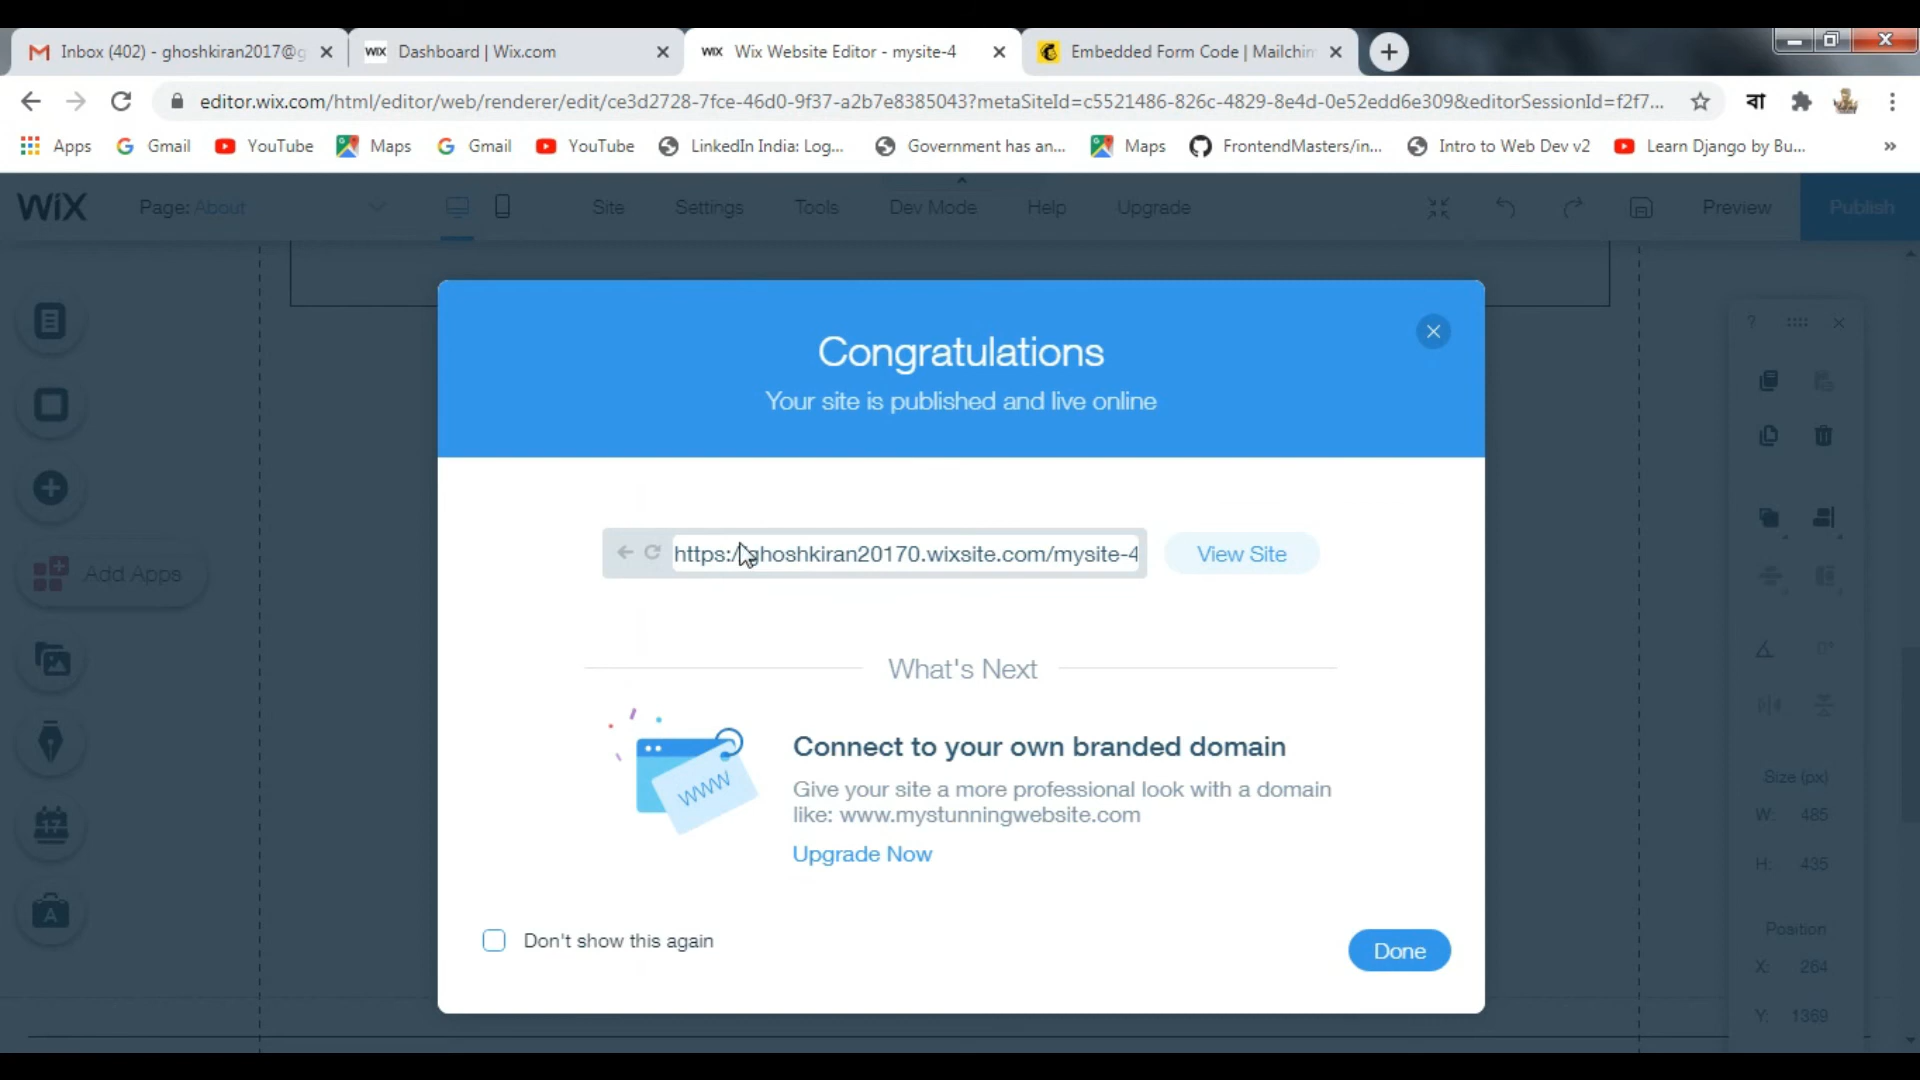 Inbox (402) - ghoshkiran2017@g
WiX Dashboard | Wix.com
WiX Wix Website Editor - mysite-4
Embedded Form Code | Mailchim
editor.wix.com/html/editor/web/renderer/edit/ce3d2728-7fce-46d0-9f37-a2b7e8385043?metaSiteId=c5521486-826c-4829-8e4d-0e52edd6e309&editorSessionId=f2f7...
বা
Apps Gmail YouTube Maps Gmail YouTube LinkedIn India: Log... Government has an... Maps FrontendMasters/in... Intro to Web Dev v2 Learn Django by Bu... »
WiX Page: About Site Settings Tools Dev Mode Help Upgrade Preview Publish
Congratulations
Your site is published and live online
https:/ghoshkiran20170.wixsite.com/mysite-4
View Site
Add Apps
What's Next
Connect to your own branded domain
Give your site a more professional look with a domain
like: www.mystunningwebsite.com
Upgrade Now
WWW
Don't show this again
Done
17
A
?
0°
Size (px)
W: 485
H: 435
Position
X: 264
Y: 1369